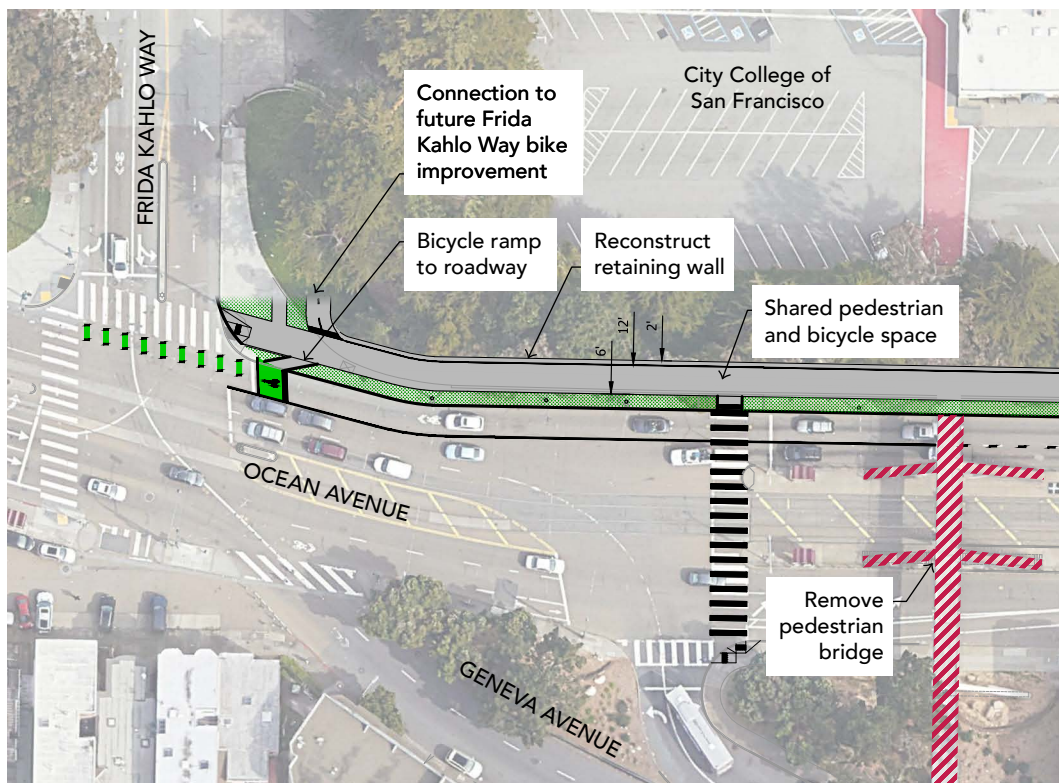 FRIDA KAHLO WAY
City College of
San Francisco
Connection to
future Frida
Kahlo Way bike
improvement
Bicycle ramp
to roadway
Reconstruct
retaining wall
Shared pedestrian
and bicycle space
12'
2'
6'
OCEAN AVENUE
Remove
pedestrian
bridge
GENEVA AVENUE